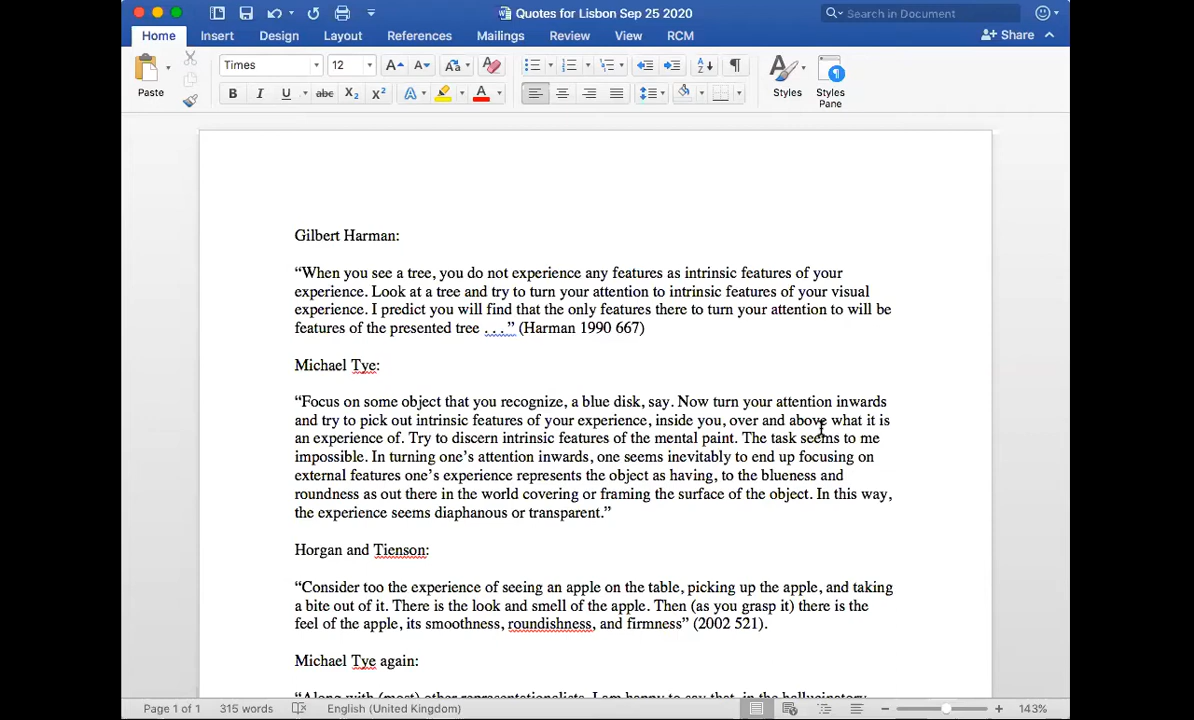 Quotes for Lisbon Sep 25 2020
Search in Document
Home Insert Design Layout References Mailings Review View RCM
Share
Paste
Times
12
Styles
Styles Pane
Gilbert Harman:
“When you see a tree, you do not experience any features as intrinsic features of your
experience. Look at a tree and try to turn your attention to intrinsic features of your visual
experience. I predict you will find that the only features there to turn your attention to will be
features of the presented tree . . .” (Harman 1990 667)
Michael Tye:
“Focus on some object that you recognize, a blue disk, say. Now turn your attention inwards
and try to pick out intrinsic features of your experience, inside you, over and above what it is
an experience of. Try to discern intrinsic features of the mental paint. The task seems to me
impossible. In turning one’s attention inwards, one seems inevitably to end up focusing on
external features one’s experience represents the object as having, to the blueness and
roundness as out there in the world covering or framing the surface of the object. In this way,
the experience seems diaphanous or transparent.”
Horgan and Tienson:
“Consider too the experience of seeing an apple on the table, picking up the apple, and taking
a bite out of it. There is the look and smell of the apple. Then (as you grasp it) there is the
feel of the apple, its smoothness, roundishness, and firmness” (2002 521).
Michael Tye again:
“Along with (most) other representationalists, I am happy to say that, in the hallucinatory
Page 1 of 1 315 words English (United Kingdom) 143%